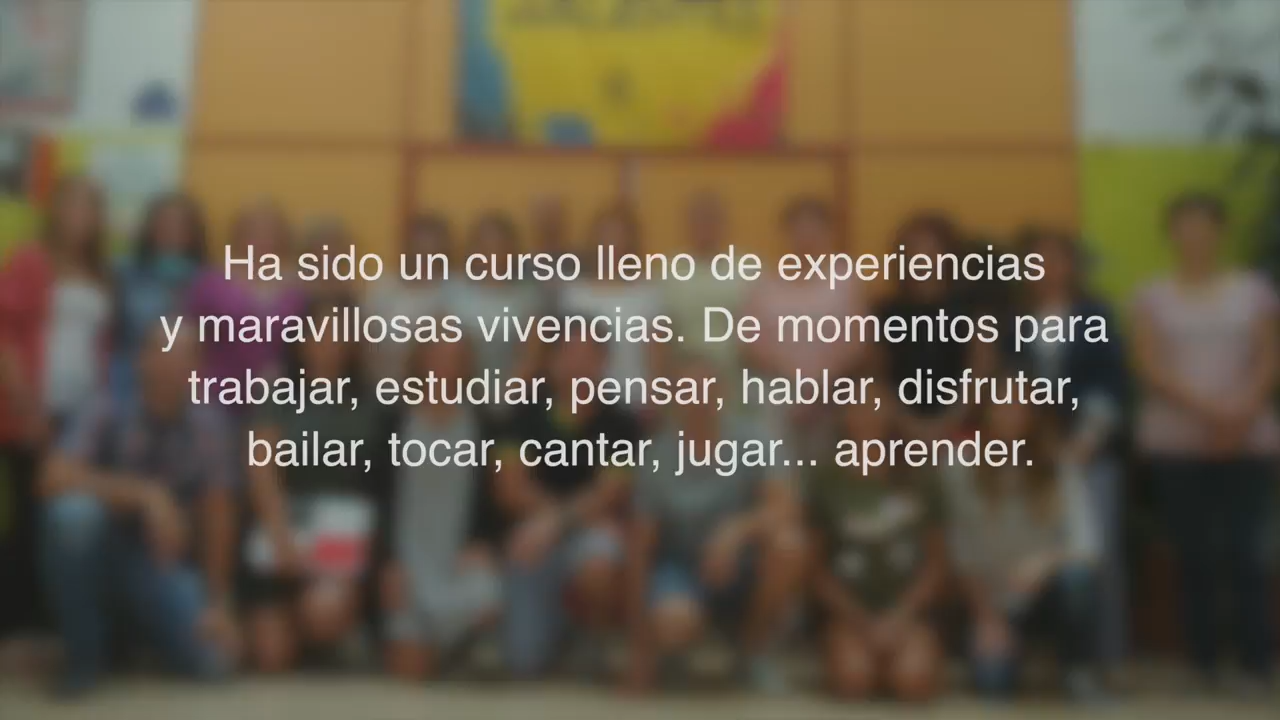 Ha sido un curso lleno de experiencias
y maravillosas vivencias. De momentos para
trabajar, estudiar, pensar, hablar, disfrutar,
bailar, tocar, cantar, jugar... aprender.